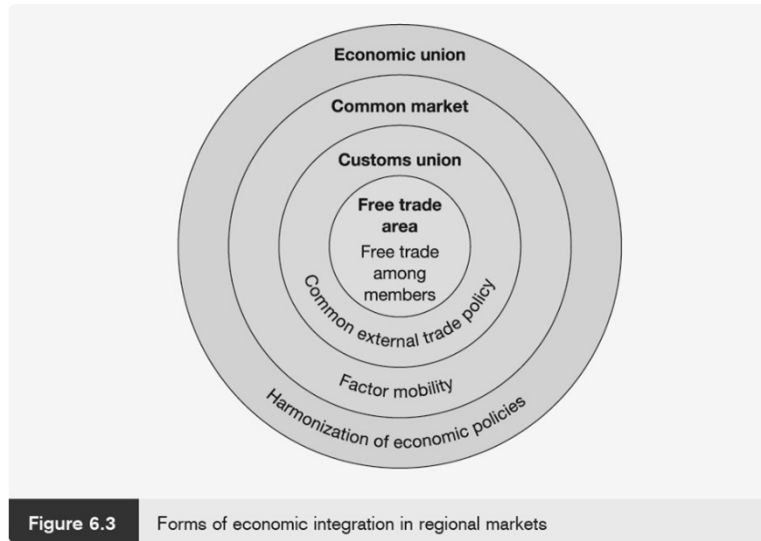 Economic union
Common market
Customs union
Free trade
area
Free trade
among
members
Common external trade policy
Factor mobility
Harmonization of economic policies
Figure 6.3 Forms of economic integration in regional markets